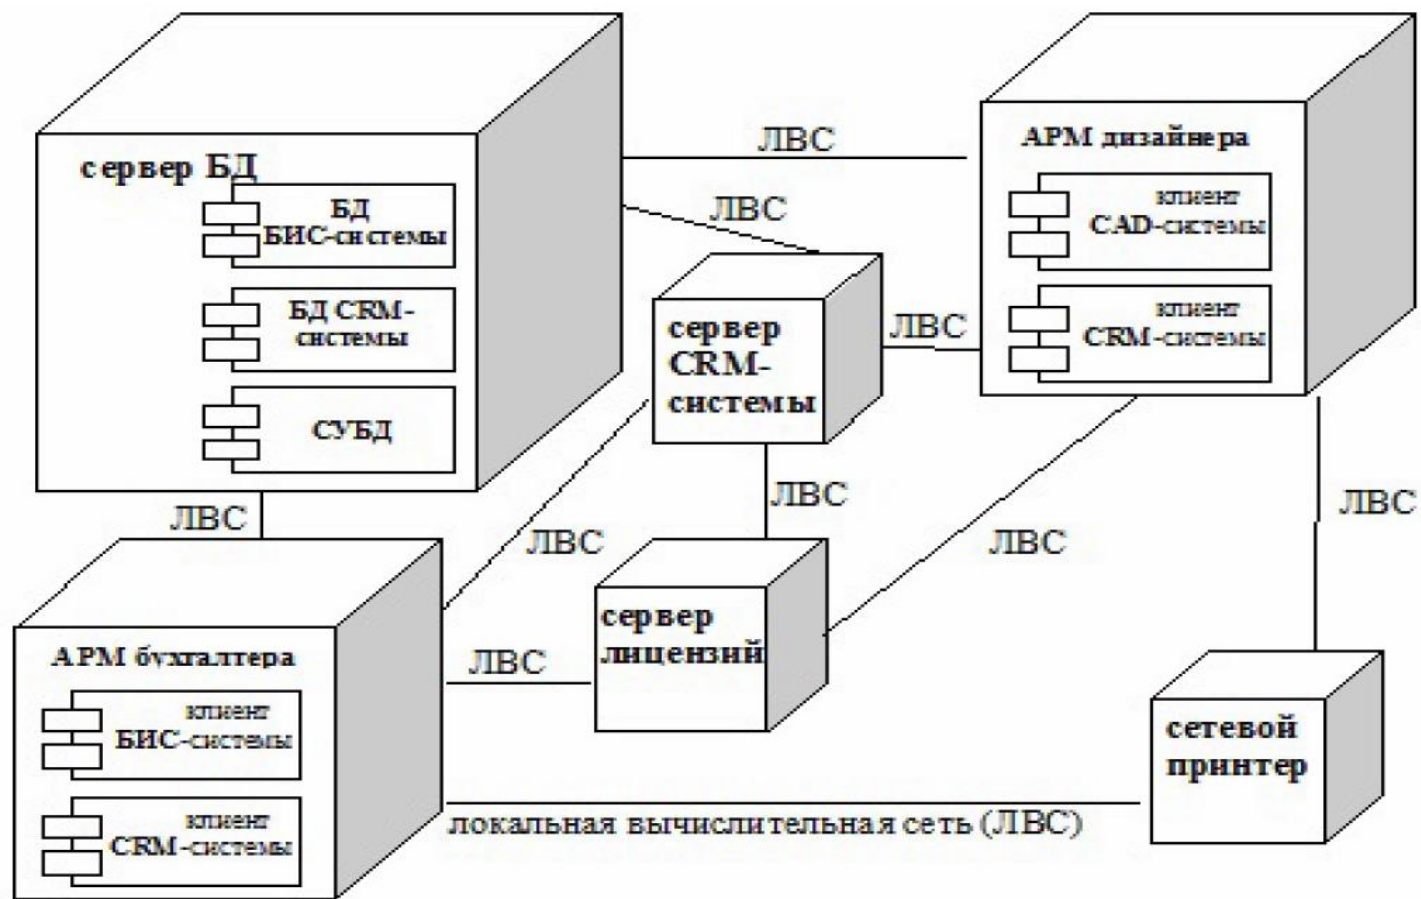 сервер БД
БД
БИС-системы
БД CRM-
системы
СУБД
ЛВС
ЛВС
АРМ дизайнера
клиент
CAD-системы
клиент
CRM-системы
сервер
CRM-
системы
ЛВС
ЛВС
ЛВС
ЛВС
ЛВС
ЛВС
АРМ бухгалтера
клиент
БИС-системы
клиент
CRM-системы
ЛВС
сервер
лицензий
сетевой
принтер
локальная вычислительная сеть (ЛВС)